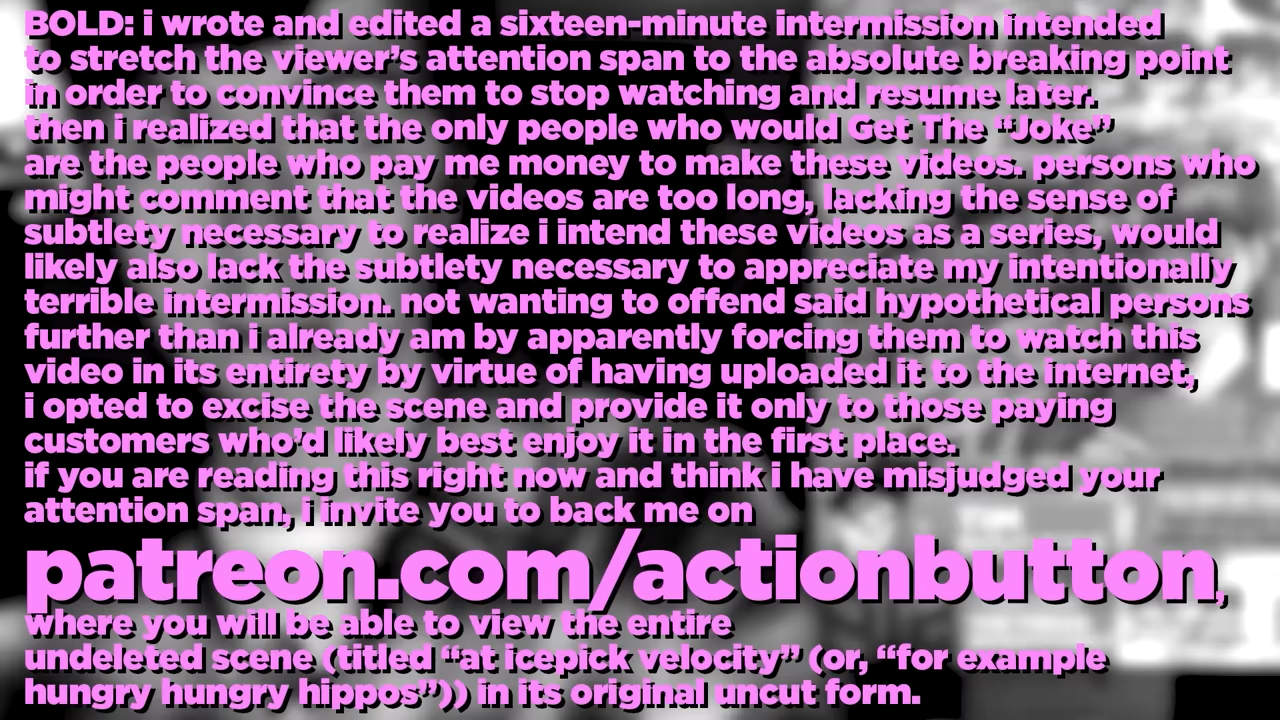 BOLD: i wrote and edited a sixteen-minute intermission intended
to stretch the viewer’s attention span to the absolute breaking point
in order to convince them to stop watching and resume later.
then i realized that the only people who would Get The “Joke”
are the people who pay me money to make these videos. persons who
might comment that the videos are too long, lacking the sense of
subtlety necessary to realize i intend these videos as a series, would
likely also lack the subtlety necessary to appreciate my intentionally
terrible intermission. not wanting to offend said hypothetical persons
further than i already am by apparently forcing them to watch this
video in its entirety by virtue of having uploaded it to the internet,
i opted to excise the scene and provide it only to those paying
customers who’d likely best enjoy it in the first place.
if you are reading this right now and think i have misjudged your
attention span, i invite you to back me on
patreon.com/actionbutton,
where you will be able to view the entire
undeleted scene (titled “at icepick velocity” (or, “for example
hungry hungry hippos”)) in its original uncut form.